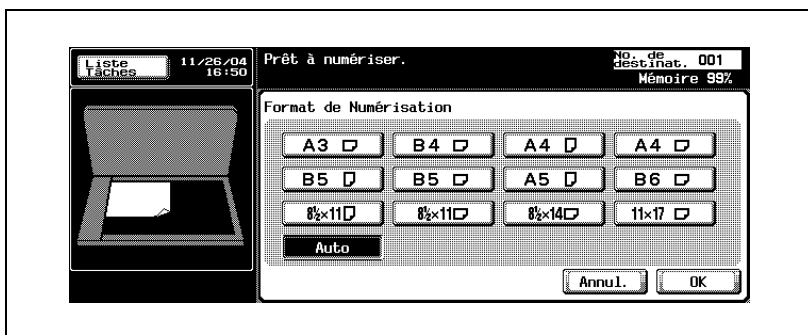 Liste Tâches
11/26/04
16:50
Prêt à numériser.
No. de destinat. 001
Mémoire 99%
Format de Numérisation
A3 B4 A4 A4
B5 B5 A5 B6
8½×11 8½×11 8½×14 11×17
Auto
Annul. OK